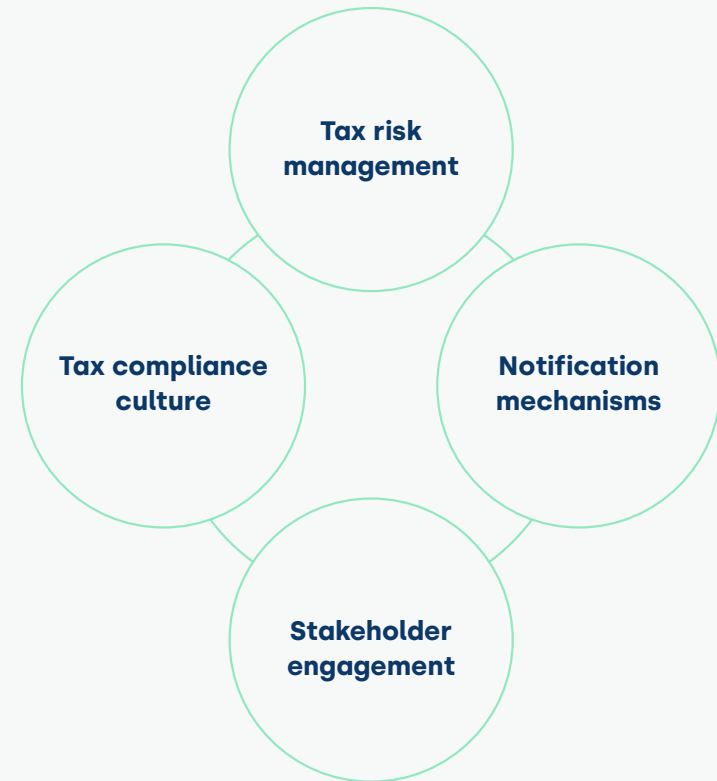 Tax risk
management
Tax compliance
culture
Notification
mechanisms
Stakeholder
engagement